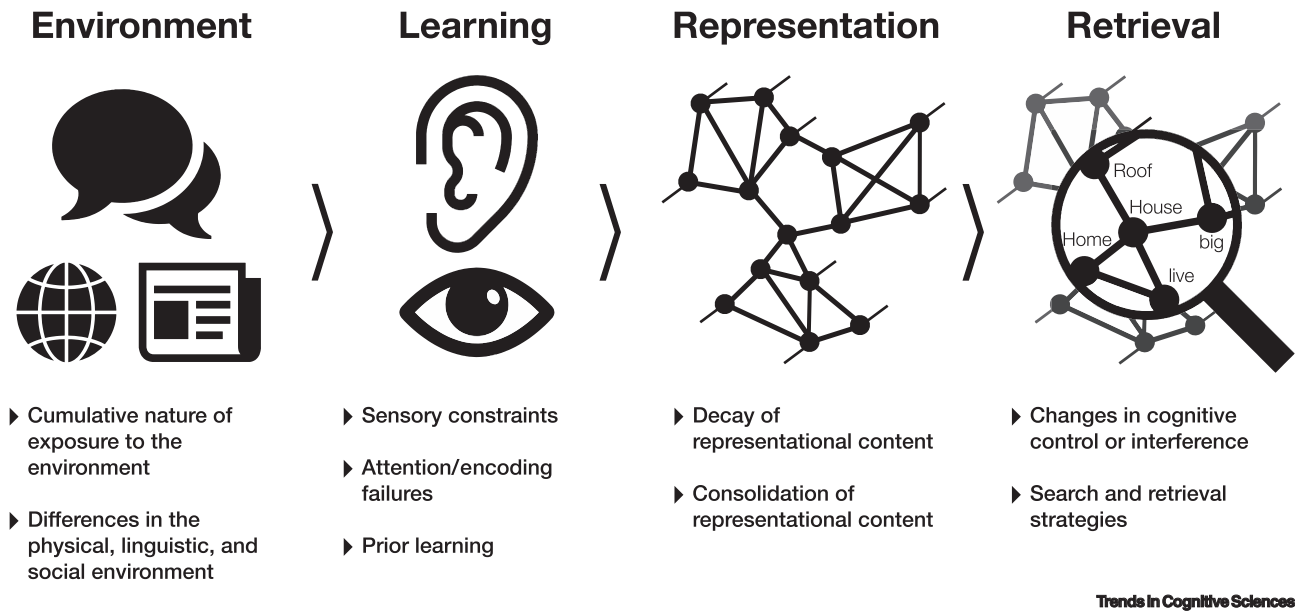 Environment
Learning
Representation
Retrieval
Roof
House
Home
big
live
Cumulative nature of
exposure to the
environment
Differences in the
physical, linguistic, and
social environment
Sensory constraints
Attention/encoding
failures
Prior learning
Decay of
representational content
Consolidation of
representational content
Changes in cognitive
control or interference
Search and retrieval
strategies
Trends in Cognitive Sciences